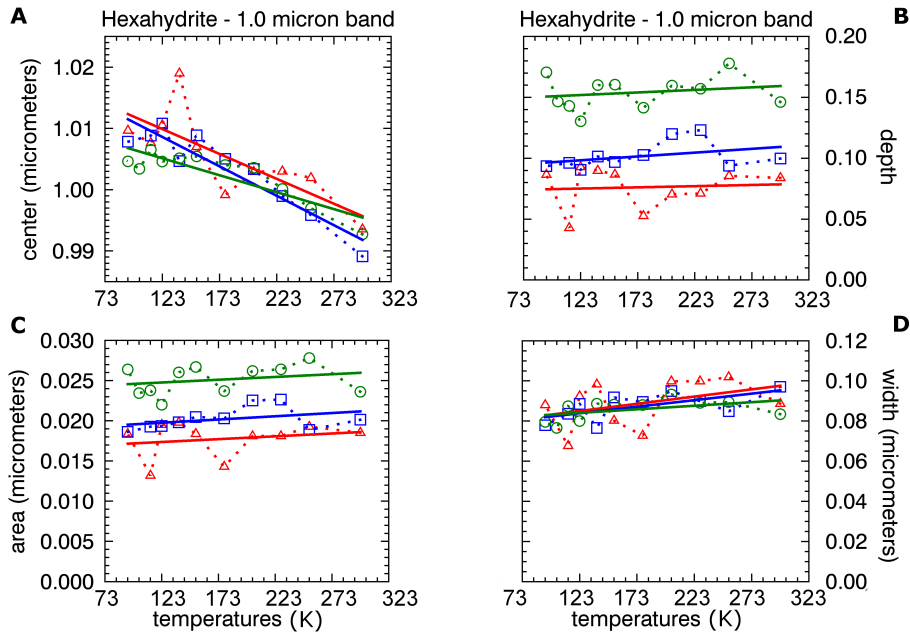 A
Hexahydrite - 1.0 micron band
Hexahydrite - 1.0 micron band
B
center (micrometers)
1.02
1.01
1.00
0.99
73 123 173 223 273 323
0.20
0.15
0.10
0.05
0.00
depth
73 123 173 223 273 323
C
area (micrometers)
0.030
0.025
0.020
0.015
0.010
0.005
0.000
73 123 173 223 273 323
temperatures (K)
D
0.12
0.10
0.08
0.06
0.04
0.02
0.00
width (micrometers)
73 123 173 223 273 323
temperatures (K)